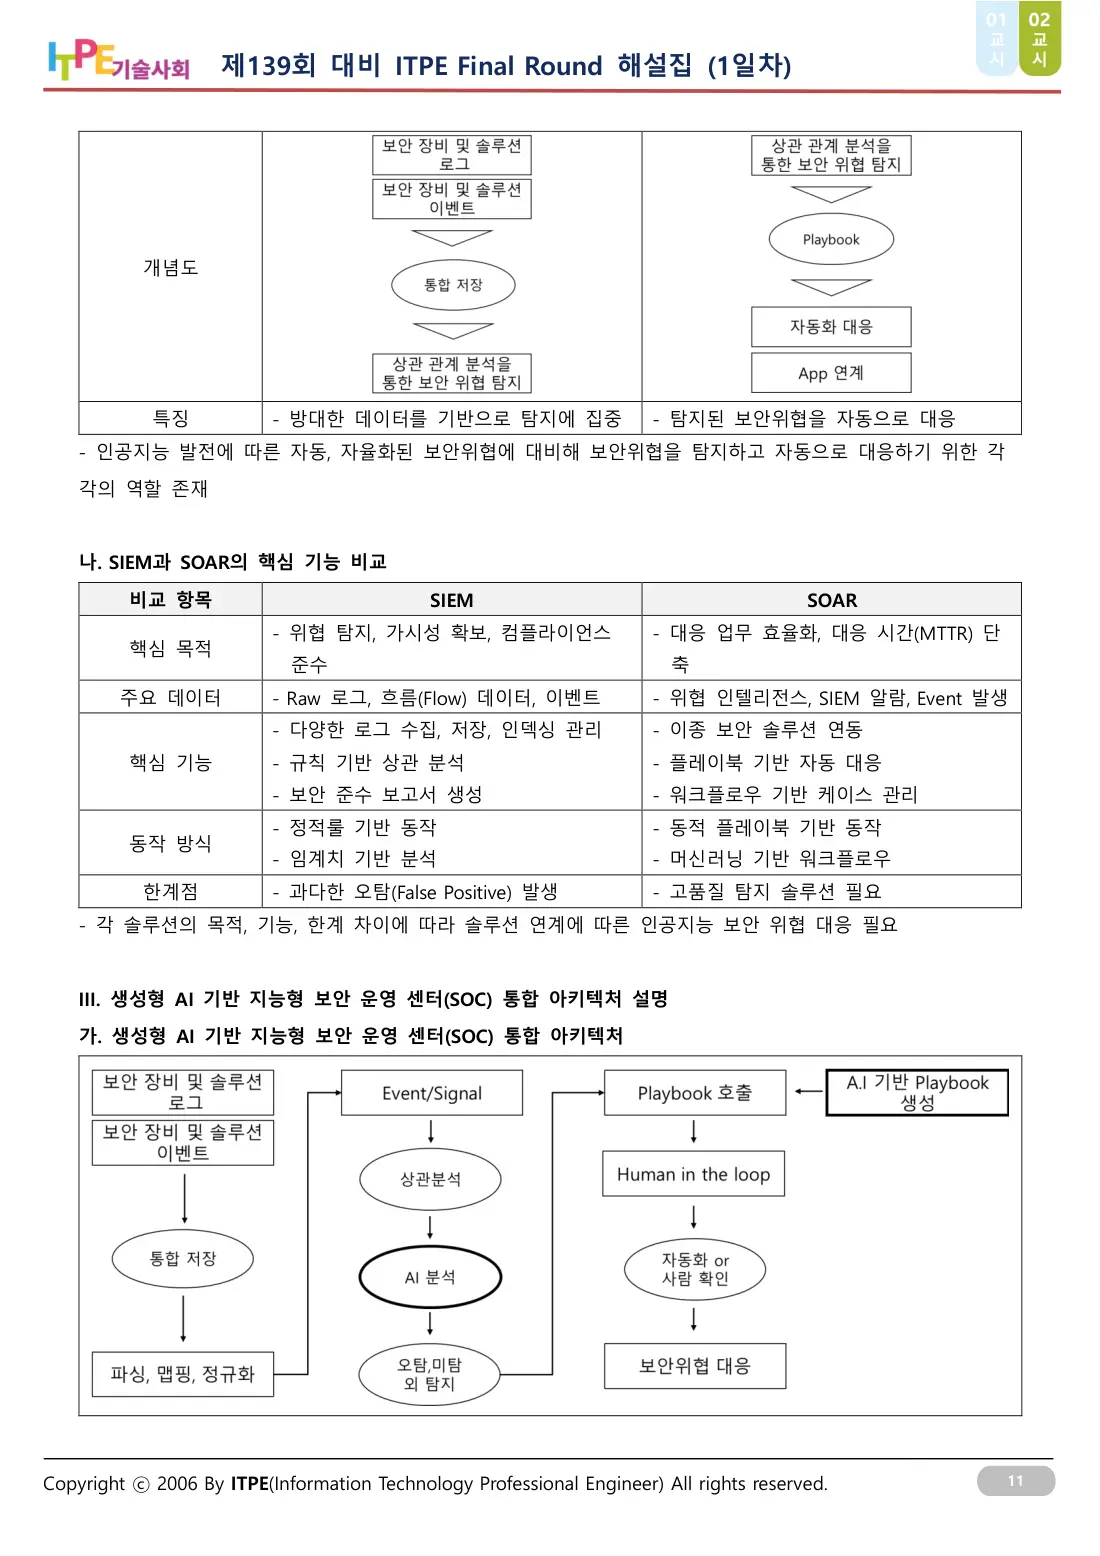 01
교
시
02
교
시
ITPE기술사회
제139회 대비 ITPE Final Round 해설집 (1일차)
개념도
보안 장비 및 솔루션
로그
보안 장비 및 솔루션
이벤트
통합 저장
상관 관계 분석을
통한 보안 위협 탐지
상관 관계 분석을
통한 보안 위협 탐지
Playbook
자동화 대응
App 연계
특징
- 방대한 데이터를 기반으로 탐지에 집중
- 탐지된 보안위협을 자동으로 대응
- 인공지능 발전에 따른 자동, 자율화된 보안위협에 대비해 보안위협을 탐지하고 자동으로 대응하기 위한 각
각의 역할 존재
나. SIEM과 SOAR의 핵심 기능 비교
비교 항목
SIEM
SOAR
핵심 목적
- 위협 탐지, 가시성 확보, 컴플라이언스
준수
- 대응 업무 효율화, 대응 시간(MTTR) 단
축
주요 데이터
- Raw 로그, 흐름(Flow) 데이터, 이벤트
- 위협 인텔리전스, SIEM 알람, Event 발생
핵심 기능
- 다양한 로그 수집, 저장, 인덱싱 관리
- 규칙 기반 상관 분석
- 보안 준수 보고서 생성
- 이종 보안 솔루션 연동
- 플레이북 기반 자동 대응
- 워크플로우 기반 케이스 관리
동작 방식
- 정적룰 기반 동작
- 임계치 기반 분석
- 동적 플레이북 기반 동작
- 머신러닝 기반 워크플로우
한계점
- 과다한 오탐(False Positive) 발생
- 고품질 탐지 솔루션 필요
- 각 솔루션의 목적, 기능, 한계 차이에 따라 솔루션 연계에 따른 인공지능 보안 위협 대응 필요
III. 생성형 AI 기반 지능형 보안 운영 센터(SOC) 통합 아키텍처 설명
가. 생성형 AI 기반 지능형 보안 운영 센터(SOC) 통합 아키텍처
보안 장비 및 솔루션
로그
보안 장비 및 솔루션
이벤트
통합 저장
파싱, 맵핑, 정규화
Event/Signal
상관분석
AI 분석
오탐,미탐
외 탐지
Playbook 호출
Human in the loop
자동화 or
사람 확인
보안위협 대응
A.I 기반 Playbook
생성
Copyright ⓒ 2006 By ITPE(Information Technology Professional Engineer) All rights reserved.
11